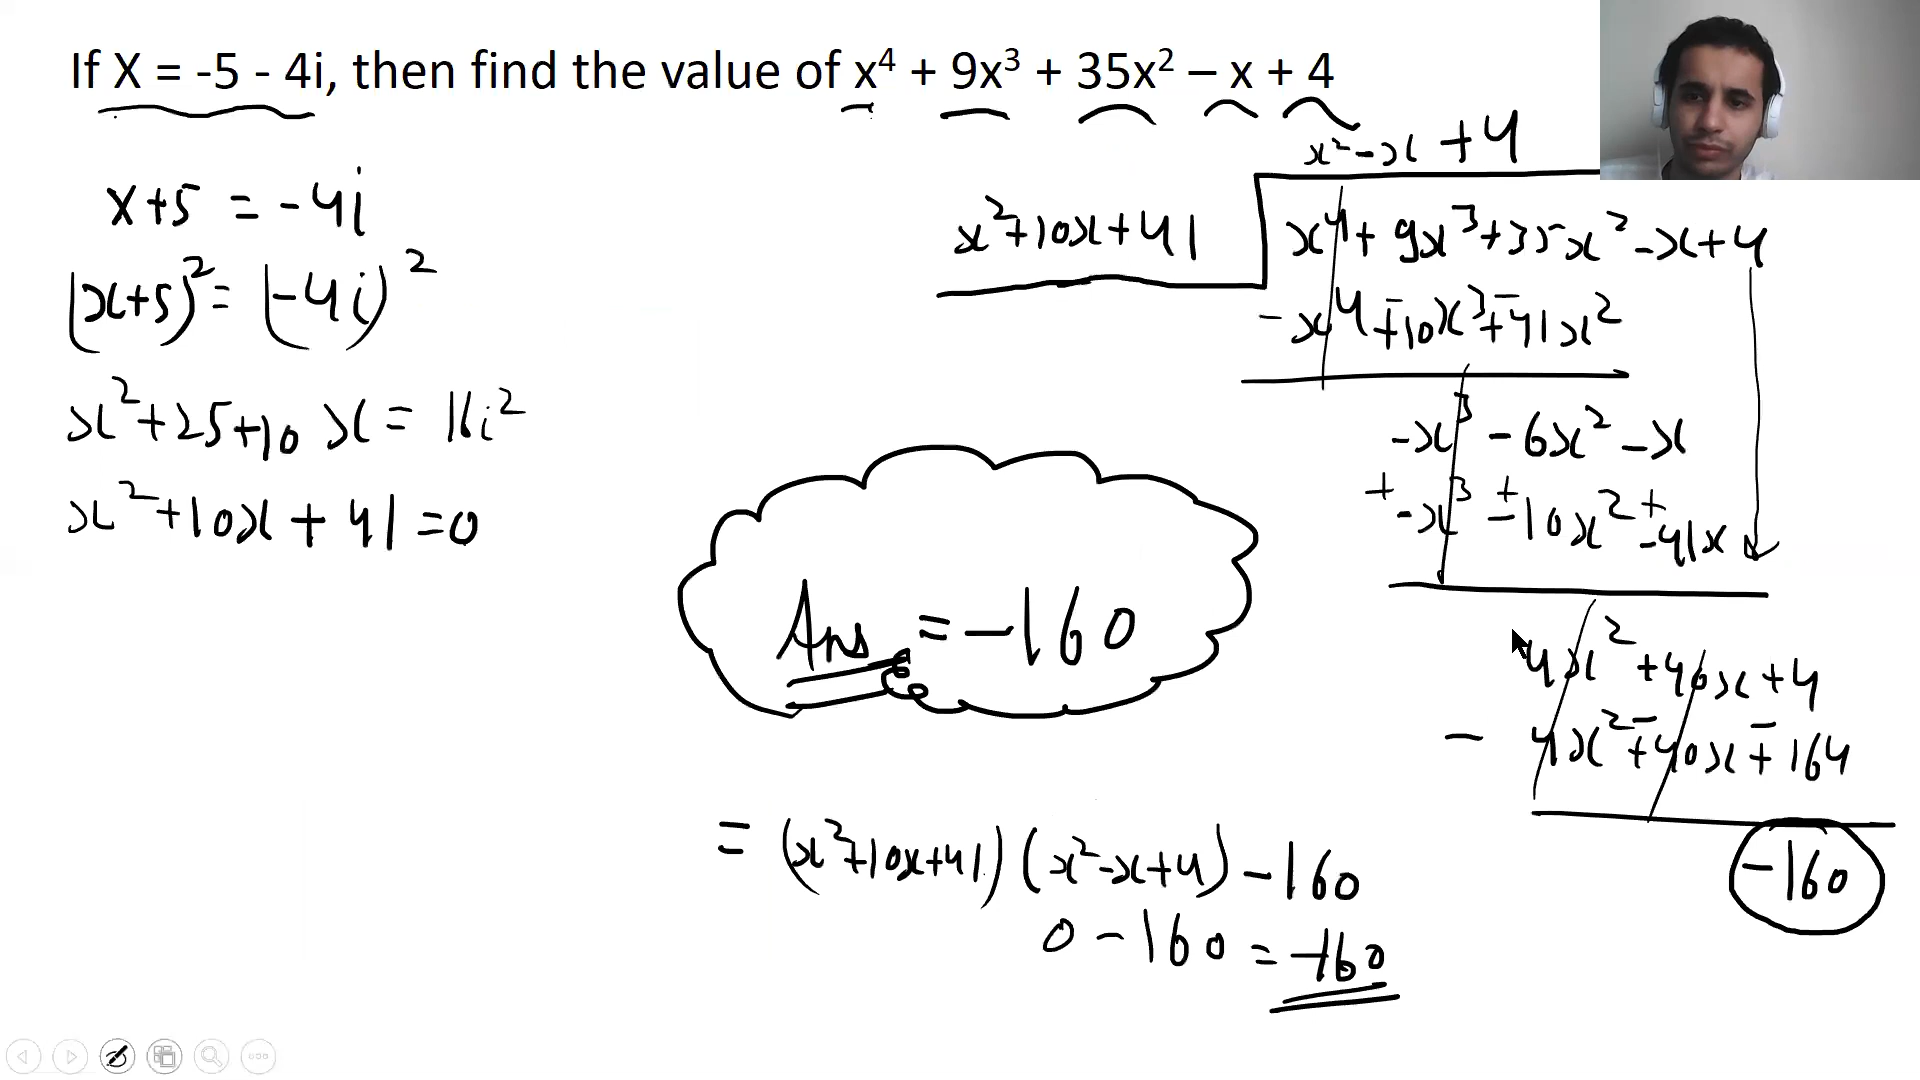 If X = -5 - 4i, then find the value of x⁴ + 9x³ + 35x² – x + 4
x+5 = -4i
(x+5)² = (-4i)²
x²+25+10x = 16i²
x²+10x+41=0
x²-x+4
x²+10x+41
x⁴+9x³+35x²-x+4
-x⁴+10x³+41x²
-x³-6x²-x
-x³-10x²-41x
4x²+40x+4
- 4x²+40x+164
-160
Ans = -160
= (x²+10x+41)(x²-x+4)-160
0-160 = -160